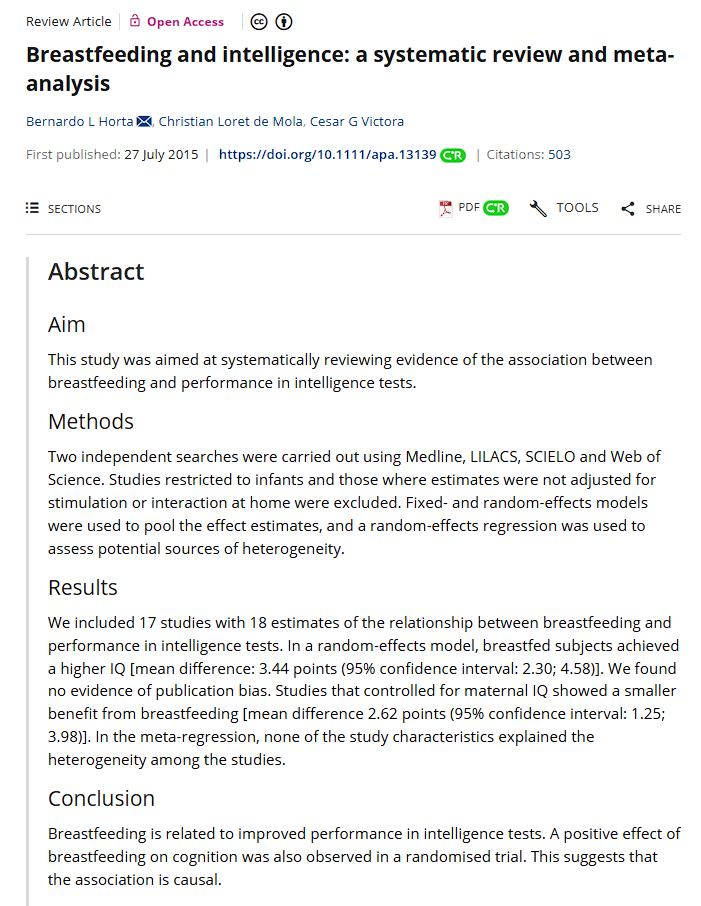 Review Article Open Access
Breastfeeding and intelligence: a systematic review and meta-
analysis
Bernardo L Horta, Christian Loret de Mola, Cesar G Victora
First published: 27 July 2015 | https://doi.org/10.1111/apa.13139 | Citations: 503
SECTIONS PDF TOOLS SHARE
Abstract
Aim
This study was aimed at systematically reviewing evidence of the association between
breastfeeding and performance in intelligence tests.
Methods
Two independent searches were carried out using Medline, LILACS, SCIELO and Web of
Science. Studies restricted to infants and those where estimates were not adjusted for
stimulation or interaction at home were excluded. Fixed- and random-effects models
were used to pool the effect estimates, and a random-effects regression was used to
assess potential sources of heterogeneity.
Results
We included 17 studies with 18 estimates of the relationship between breastfeeding and
performance in intelligence tests. In a random-effects model, breastfed subjects achieved
a higher IQ [mean difference: 3.44 points (95% confidence interval: 2.30; 4.58)]. We found
no evidence of publication bias. Studies that controlled for maternal IQ showed a smaller
benefit from breastfeeding [mean difference 2.62 points (95% confidence interval: 1.25;
3.98)]. In the meta-regression, none of the study characteristics explained the
heterogeneity among the studies.
Conclusion
Breastfeeding is related to improved performance in intelligence tests. A positive effect of
breastfeeding on cognition was also observed in a randomised trial. This suggests that
the association is causal.